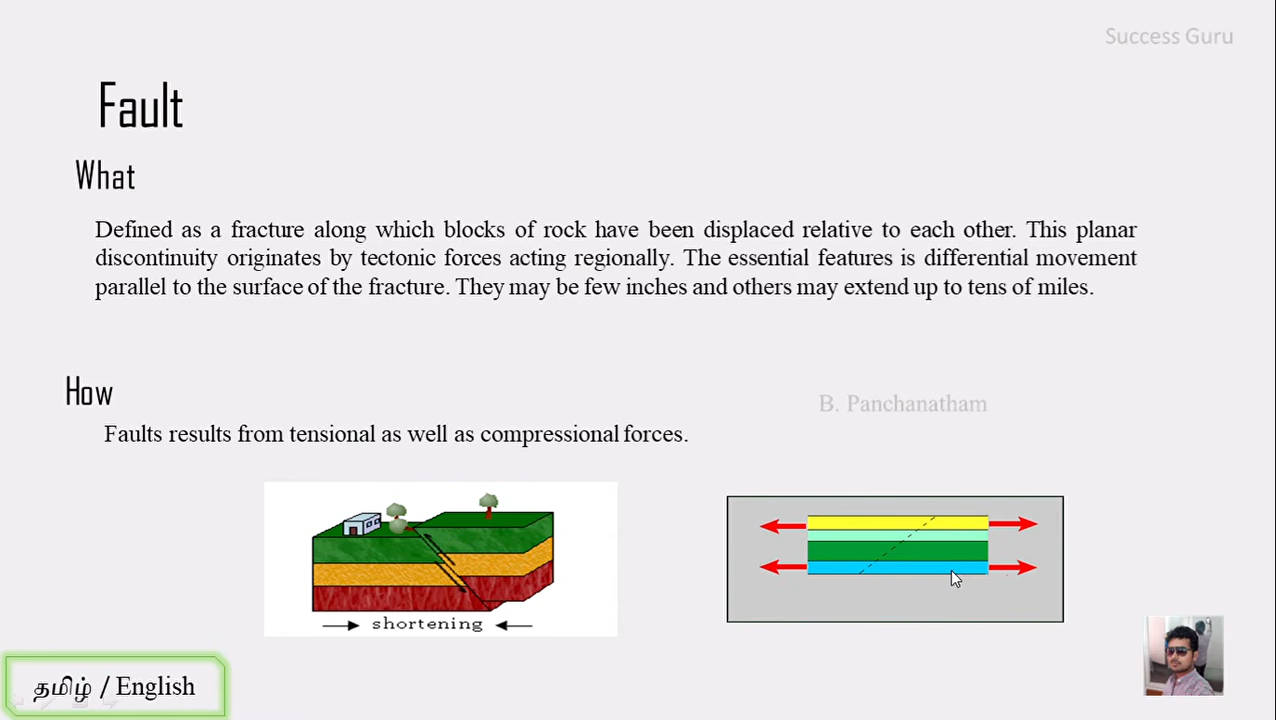 Success Guru
Fault
What
Defined as a fracture along which blocks of rock have been displaced relative to each other. This planar
discontinuity originates by tectonic forces acting regionally. The essential features is differential movement
parallel to the surface of the fracture. They may be few inches and others may extend up to tens of miles.
How
B. Panchanatham
Faults results from tensional as well as compressional forces.
shortening
தமிழ் / English